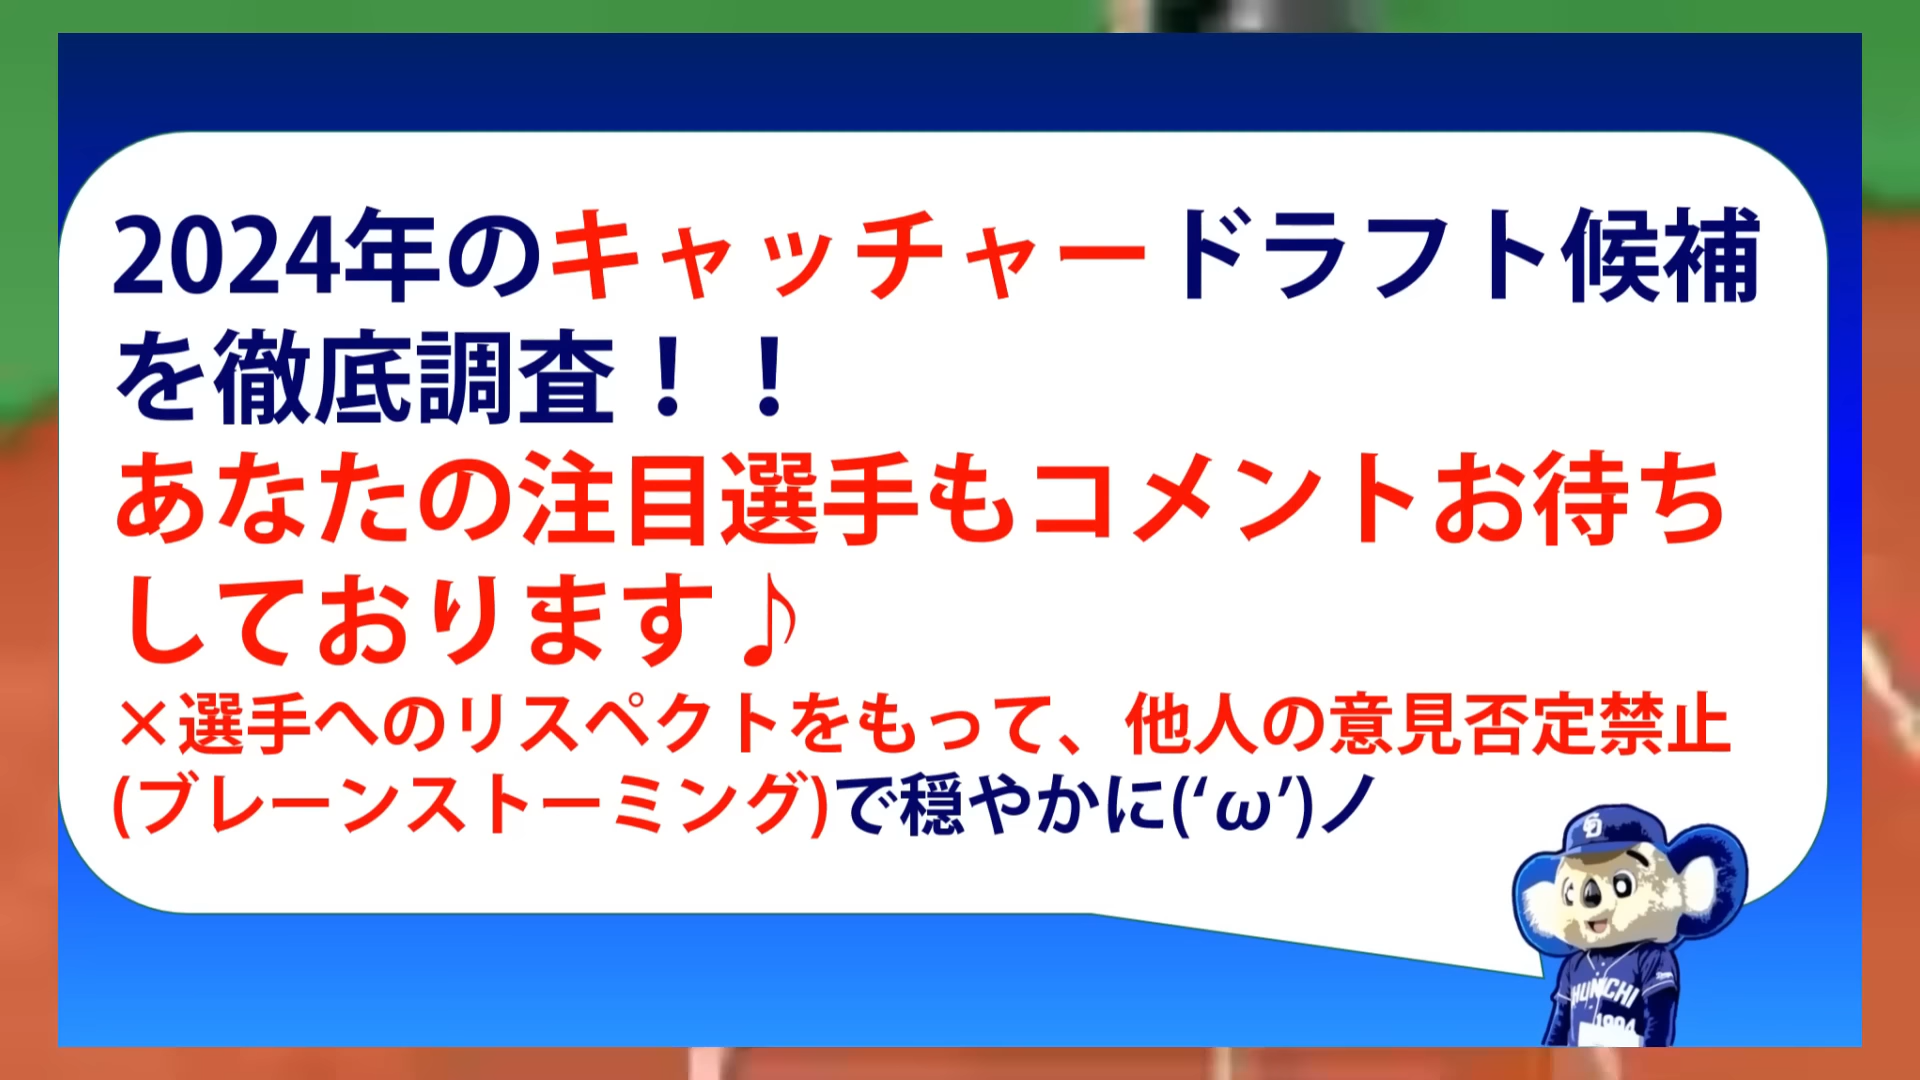 2024年のキャッチャードラフト候補
を徹底調査！！
あなたの注目選手もコメントお待ち
しております♪
×選手へのリスペクトをもって、他人の意見否定禁止
(ブレーンストーミング)で穏やかに(‘ω’)ノ
CD
HUNICHI
1994